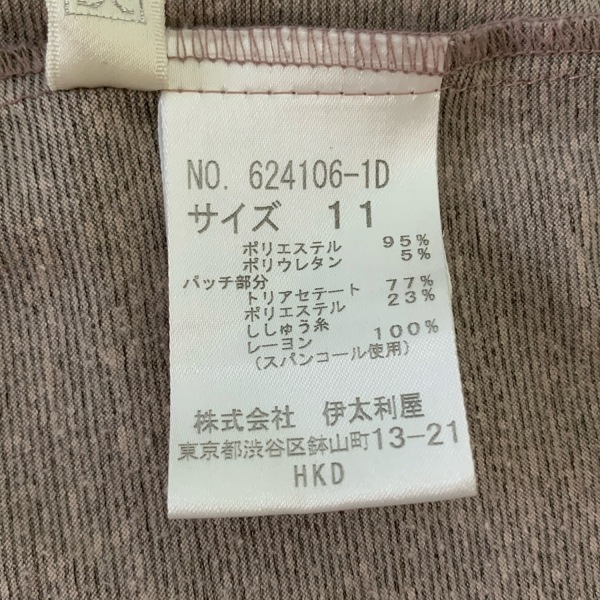 NO. 624106-1D
サイズ 11
ポリエステル 95%
ポリウレタン 5%
パッチ部分
トリアセテート 77%
ポリエステル 23%
ししゅう糸
レーヨン 100%
(スパンコール使用)
株式会社 伊太利屋
東京都渋谷区鉢山町13-21
HKD